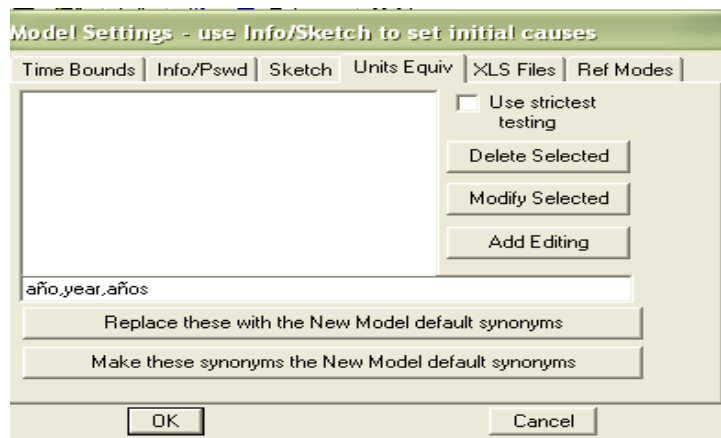 Model Settings - use Info/Sketch to set initial causes
Time Bounds Info/Pswd Sketch Units Equiv XLS Files Ref Modes
Use strictest
testing
Delete Selected
Modify Selected
Add Editing
año,year,años
Replace these with the New Model default synonyms
Make these synonyms the New Model default synonyms
OK Cancel